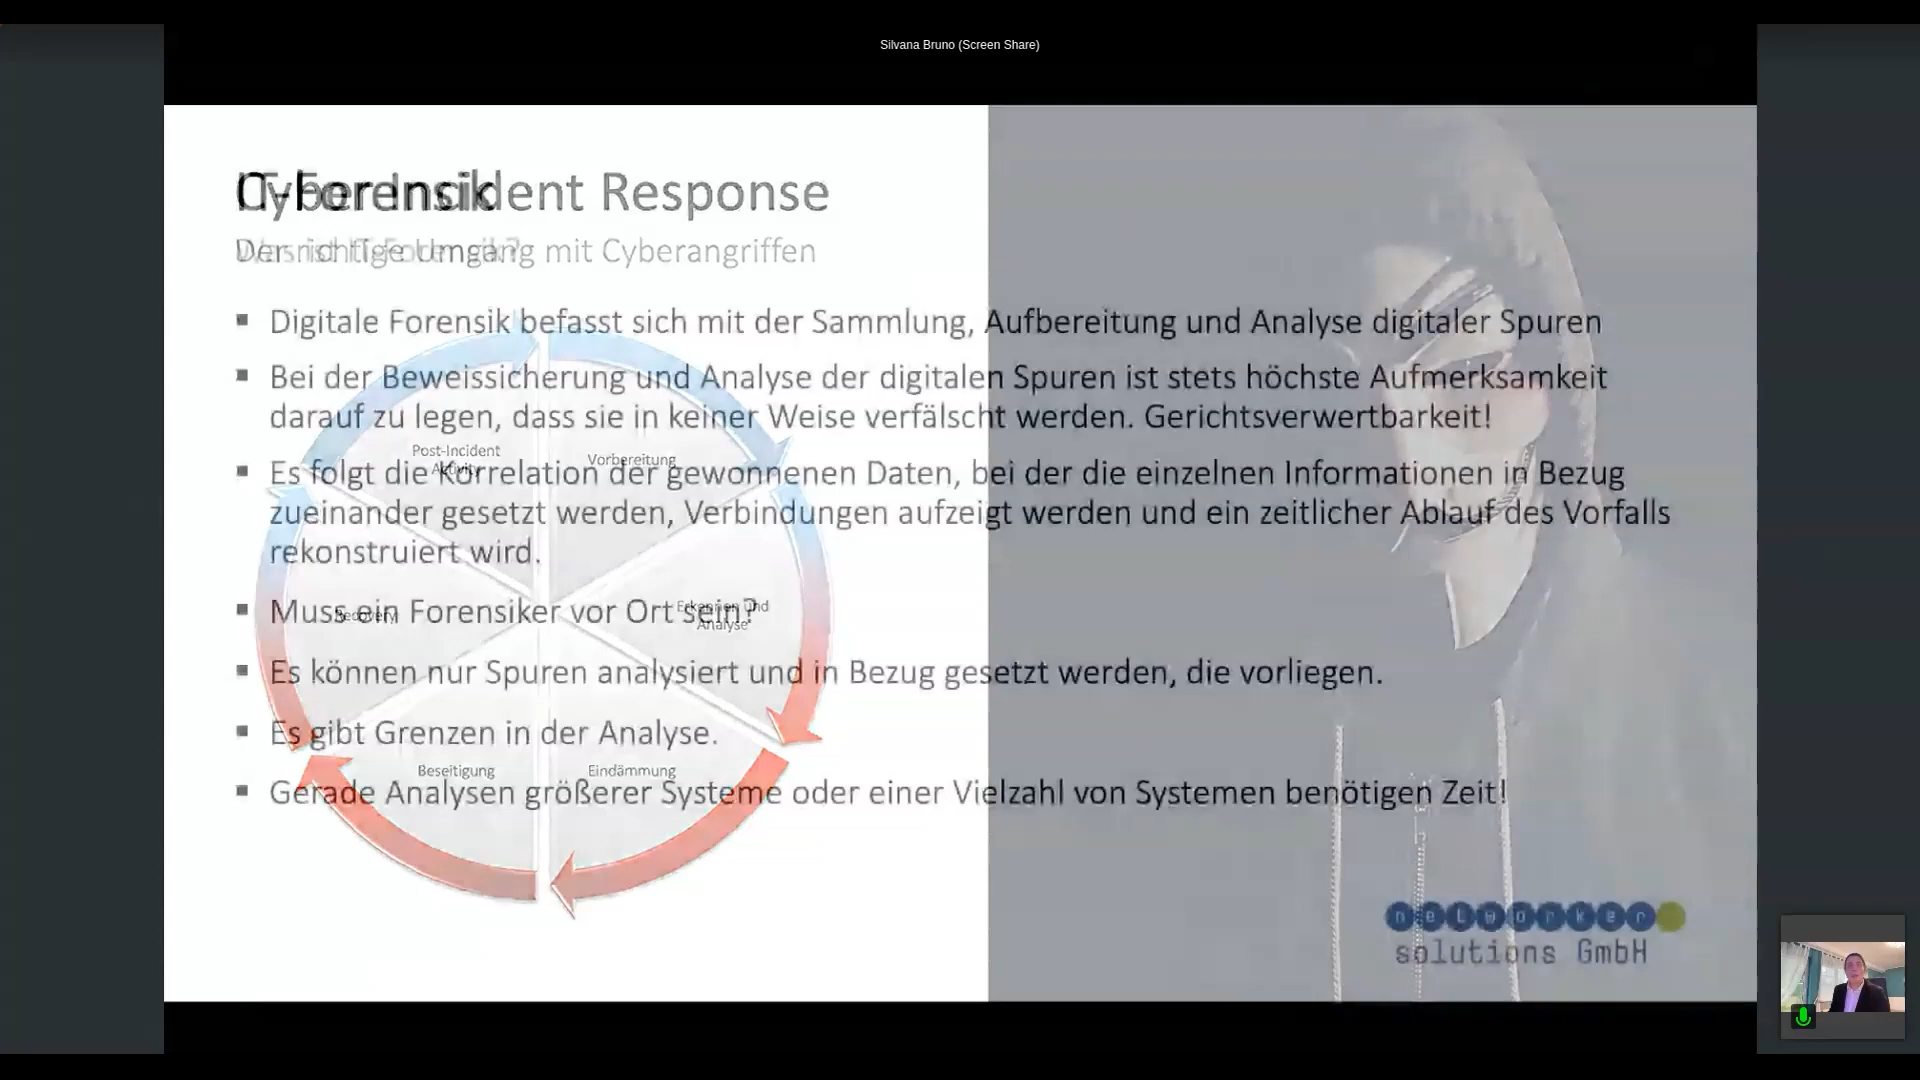 Silvana Bruno (Screen Share)
Cyber Incident Response
IT-Forensik
Der richtige Umgang mit Cyberangriffen
Was ist IT-Forensik?
Digitale Forensik befasst sich mit der Sammlung, Aufbereitung und Analyse digitaler Spuren
Bei der Beweissicherung und Analyse der digitalen Spuren ist stets höchste Aufmerksamkeit
darauf zu legen, dass sie in keiner Weise verfälscht werden. Gerichtsverwertbarkeit!
Es folgt die Korrelation der gewonnenen Daten, bei der die einzelnen Informationen in Bezug
zueinander gesetzt werden, Verbindungen aufzeigt werden und ein zeitlicher Ablauf des Vorfalls
rekonstruiert wird.
Muss ein Forensiker vor Ort sein?
Es können nur Spuren analysiert und in Bezug gesetzt werden, die vorliegen.
Es gibt Grenzen in der Analyse.
Gerade Analysen größerer Systeme oder einer Vielzahl von Systemen benötigen Zeit!
Post-Incident
Activity
Vorbereitung
Recovery
Erkennen und
Analyse
Beseitigung
Eindämmung
networker
solutions GmbH